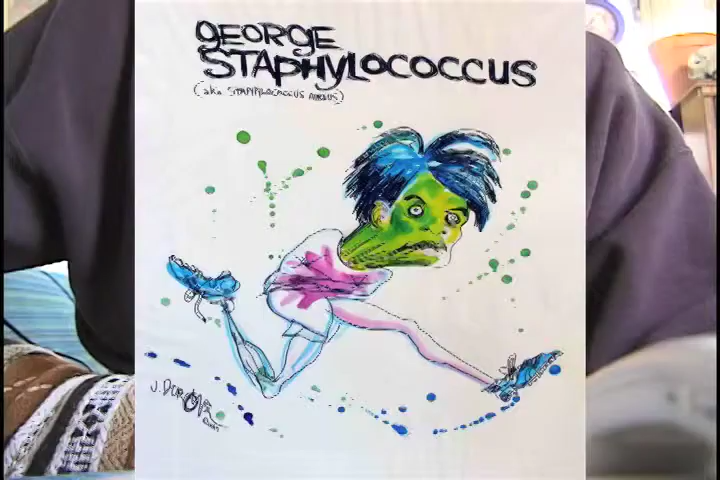 GEORGE
STAPHYLOCOCCUS
(aka STAPHYLOCOCCUS AUREUS)
J.